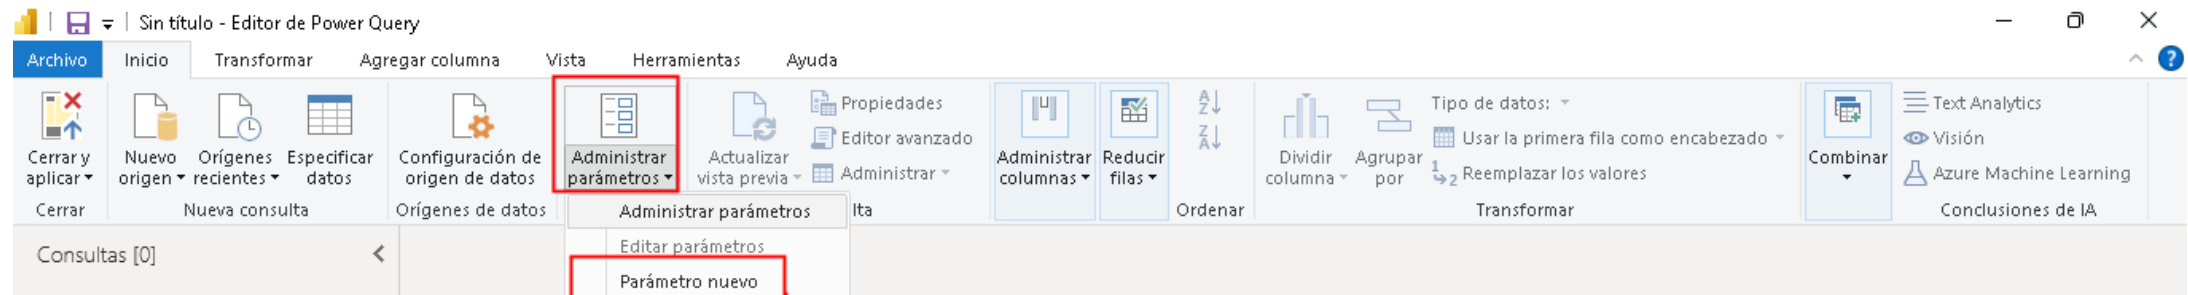 Sin título - Editor de Power Query
Archivo Inicio Transformar Agregar columna Vista Herramientas Ayuda
Cerrar y
aplicar
Nuevo
origen
Orígenes
recientes
Especificar
datos
Configuración de
origen de datos
Administrar
parámetros
Actualizar
vista previa
Propiedades
Editor avanzado
Administrar
Administrar
columnas
Reducir
filas
Dividir
columna
Agrupar
por
Tipo de datos:
Usar la primera fila como encabezado
Reemplazar los valores
Combinar
Text Analytics
Visión
Azure Machine Learning
Cerrar Nueva consulta Orígenes de datos lta Ordenar Transformar Conclusiones de IA
Administrar parámetros
Editar parámetros
Parámetro nuevo
Consultas [0]